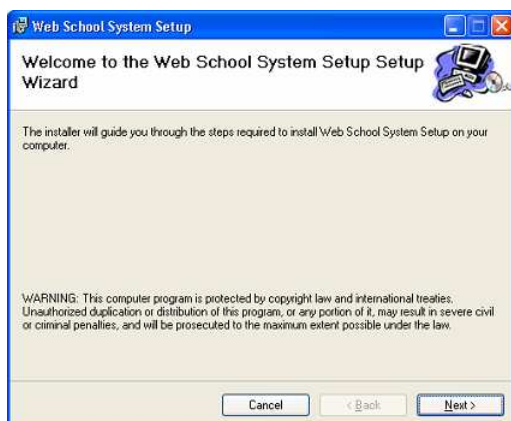 Web School System Setup
Welcome to the Web School System Setup Setup
Wizard
The installer will guide you through the steps required to install Web School System Setup on your
computer.
WARNING: This computer program is protected by copyright law and international treaties.
Unauthorized duplication or distribution of this program, or any portion of it, may result in severe civil
or criminal penalties, and will be prosecuted to the maximum extent possible under the law.
Cancel < Back Next >